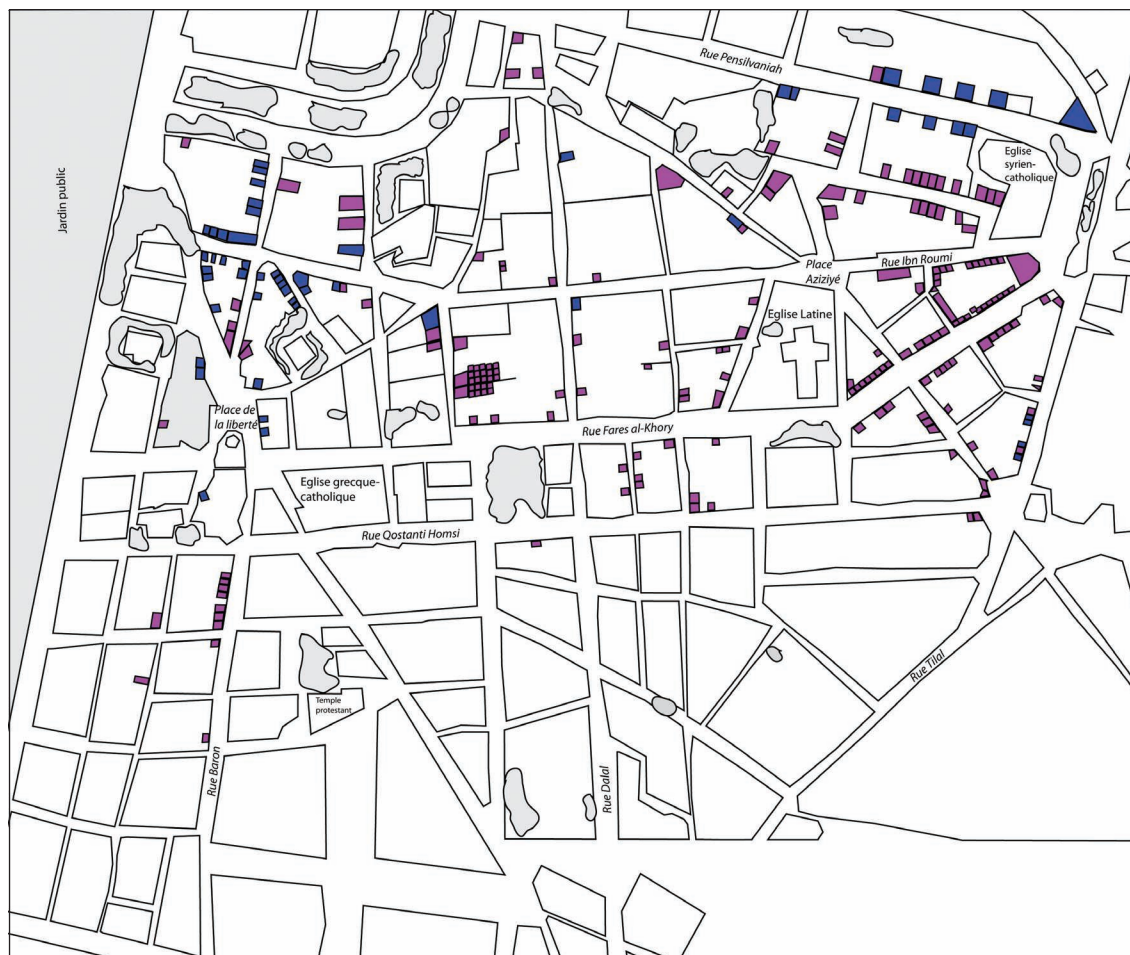 Rue Pensilvaniah
Jardin public
Eglise
syrien-
catholique
Place
Aziziyé
Rue Ibn Roumi
Eglise Latine
Place de
la liberté
Rue Fares al-Khory
Eglise grecque-
catholique
Rue Qostanti Homsi
Rue Tilal
Temple
protestant
Rue Baron
Rue Dalal